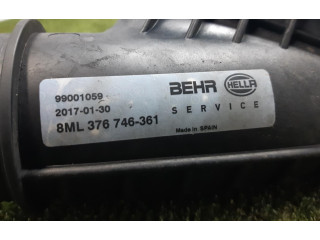 99001059
2017-01-30
8ML 376 746-361
BEHR HELLA
SERVICE
Made in SPAIN